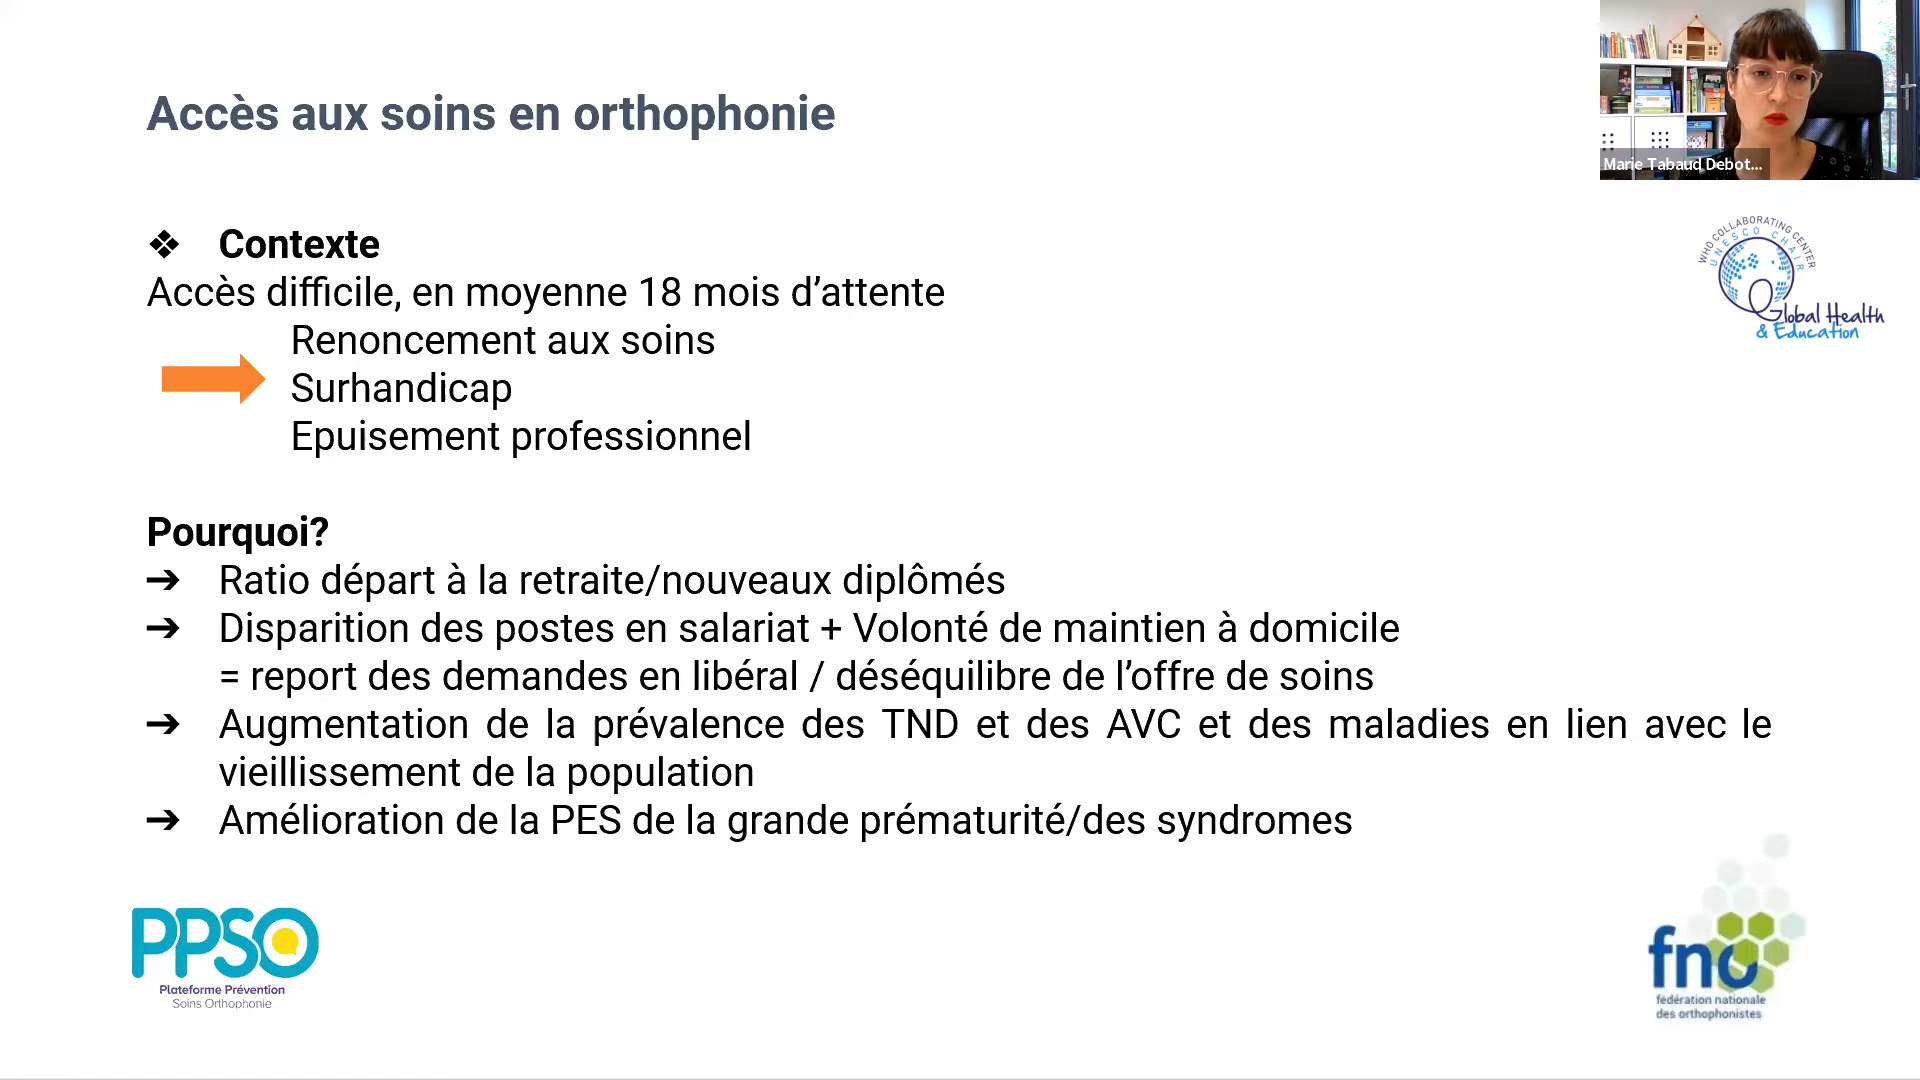 Accès aux soins en orthophonie
Marie Tabaud Debot...
WHO COLLABORATING CENTER
UNESCO CHAIR
Global Health
& Education
❖ Contexte
Accès difficile, en moyenne 18 mois d’attente
Renoncement aux soins
Surhandicap
Epuisement professionnel
Pourquoi?
➔ Ratio départ à la retraite/nouveaux diplômés
➔ Disparition des postes en salariat + Volonté de maintien à domicile
= report des demandes en libéral / déséquilibre de l’offre de soins
➔ Augmentation de la prévalence des TND et des AVC et des maladies en lien avec le
vieillissement de la population
➔ Amélioration de la PES de la grande prématurité/des syndromes
PPSO
Plateforme Prévention
Soins Orthophonie
fno
fédération nationale
des orthophonistes